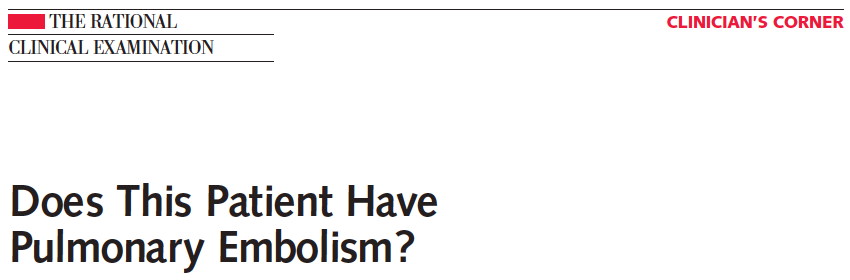 THE RATIONAL
CLINICAL EXAMINATION
CLINICIAN'S CORNER
Does This Patient Have
Pulmonary Embolism?